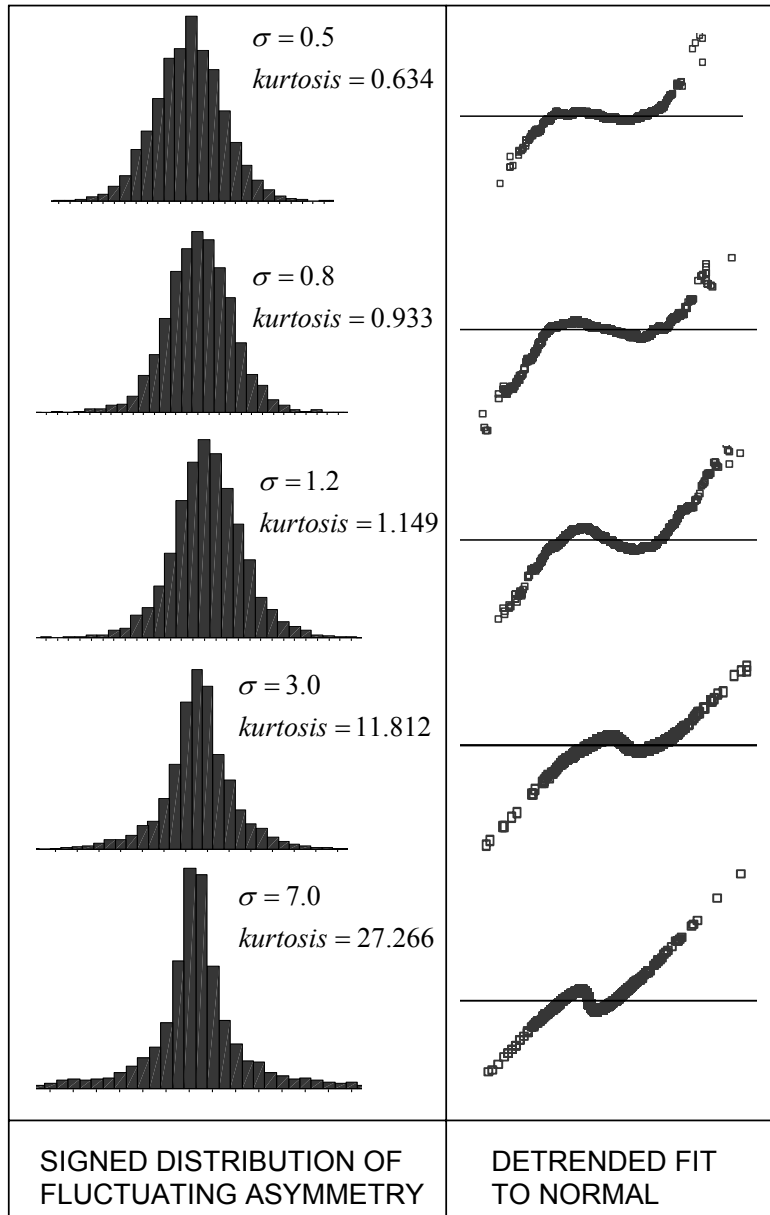 σ = 0.5
kurtosis = 0.634
σ = 0.8
kurtosis = 0.933
σ = 1.2
kurtosis = 1.149
σ = 3.0
kurtosis = 11.812
σ = 7.0
kurtosis = 27.266
SIGNED DISTRIBUTION OF
FLUCTUATING ASYMMETRY
DETRENDED FIT
TO NORMAL